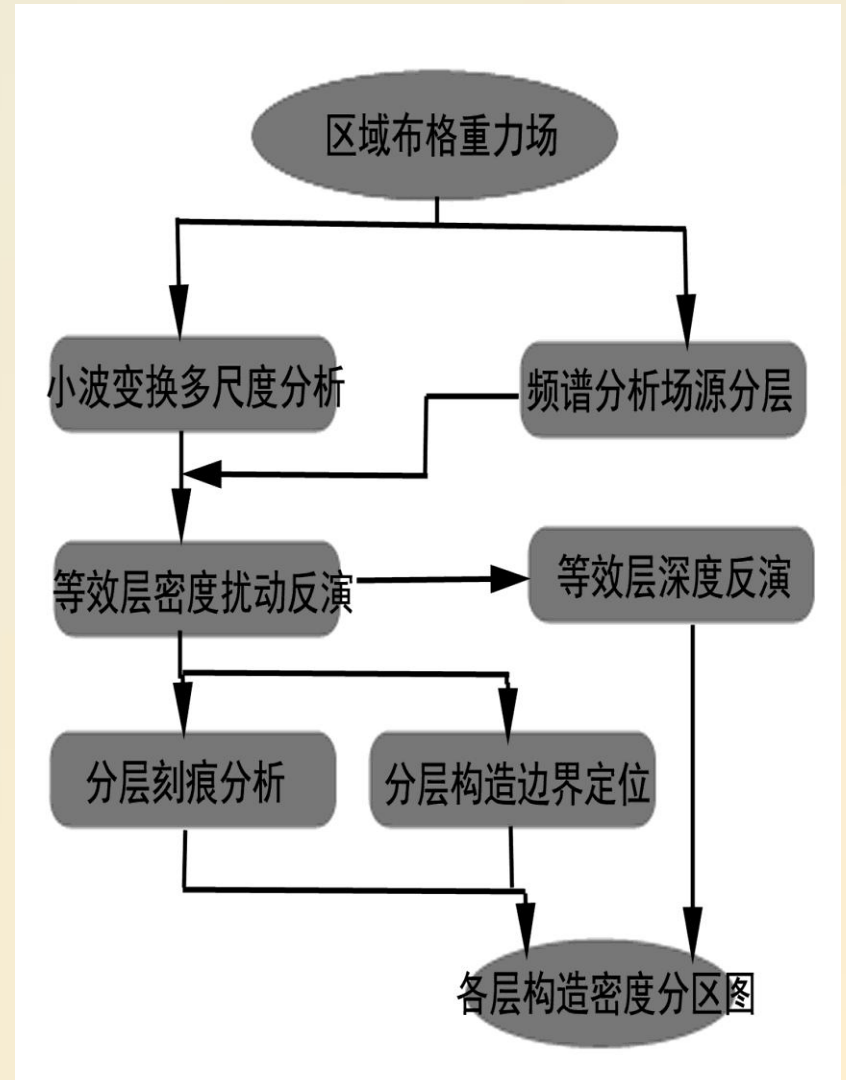 区域布格重力场
小波变换多尺度分析
频谱分析场源分层
等效层密度扰动反演
等效层深度反演
分层刻痕分析
分层构造边界定位
各层构造密度分区图